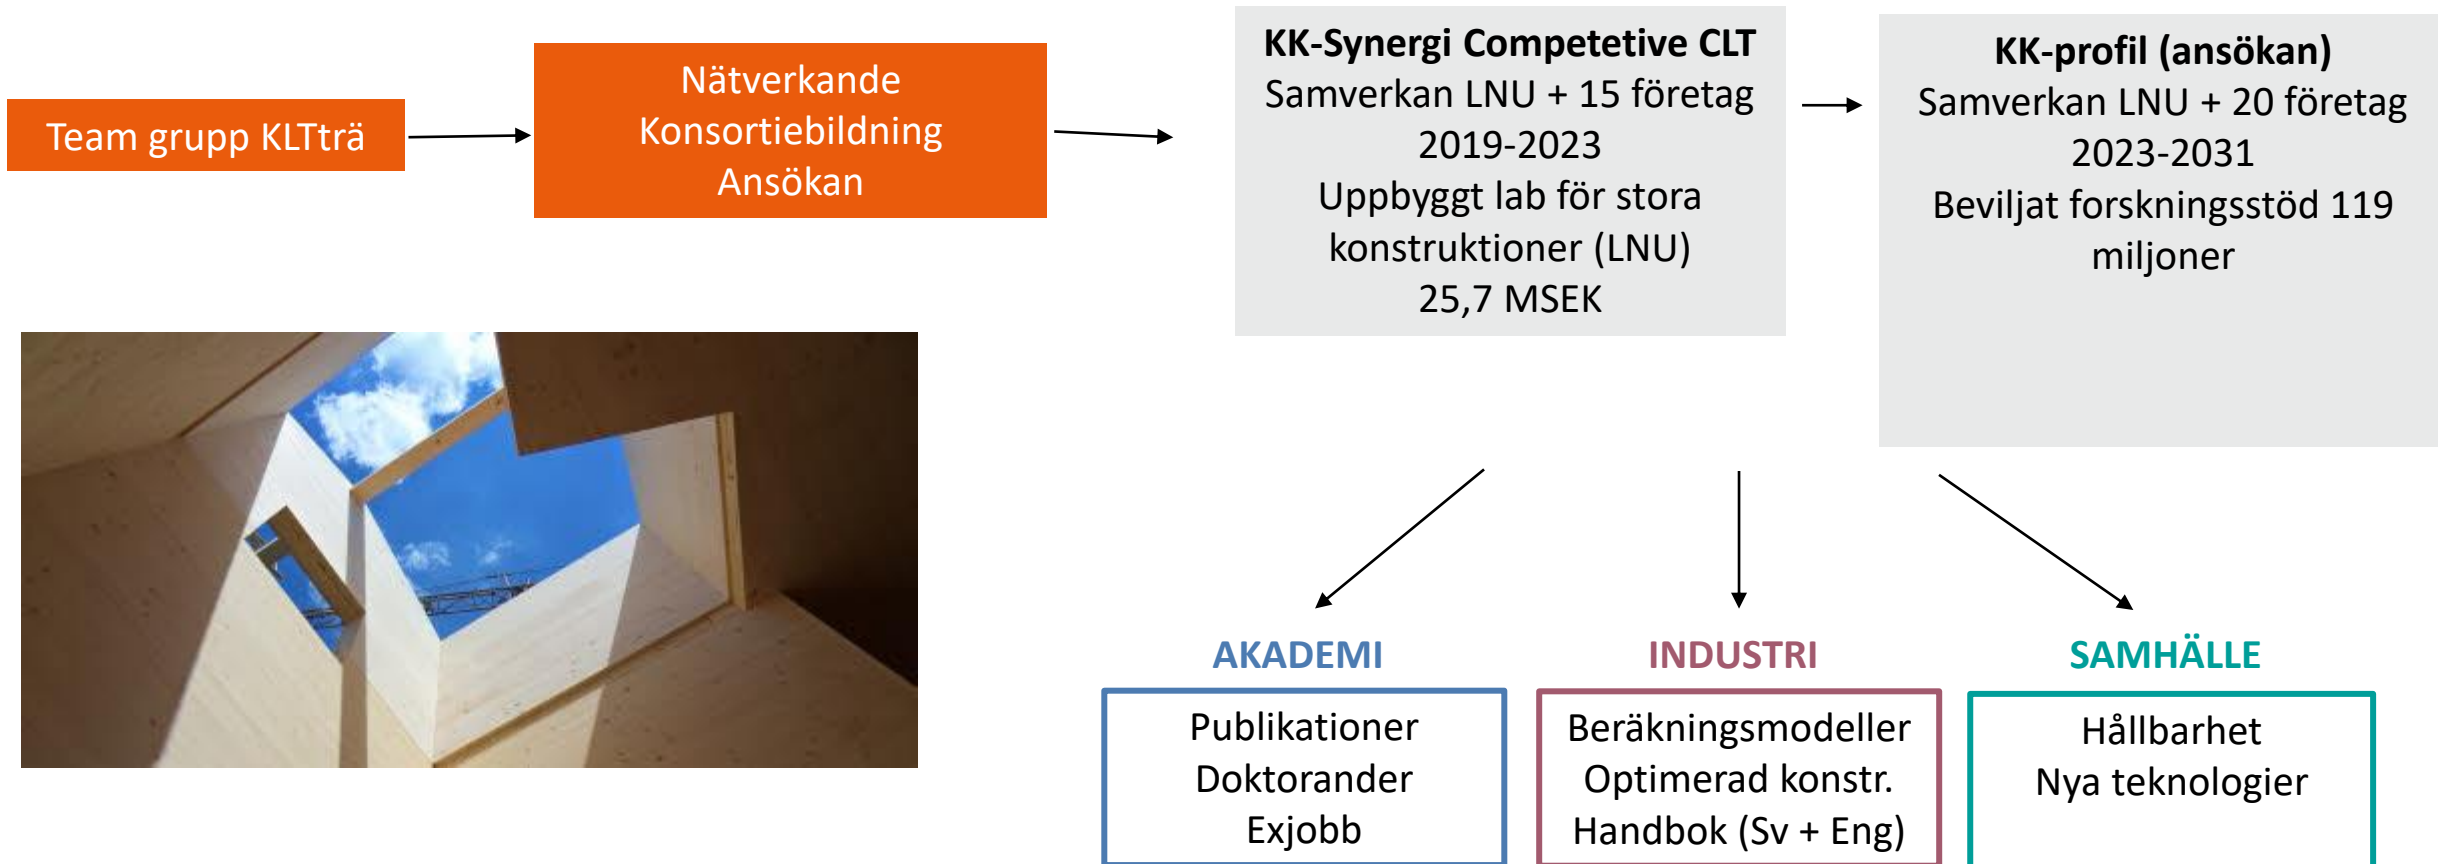 Team grupp KLTträ
Nätverkande
Konsortiebildning
Ansökan
KK-Synergi Competetive CLT
Samverkan LNU + 15 företag
2019-2023
Uppbyggt lab för stora
konstruktioner (LNU)
25,7 MSEK
KK-profil (ansökan)
Samverkan LNU + 20 företag
2023-2031
Beviljat forskningsstöd 119
miljoner
AKADEMI
Publikationer
Doktorander
Exjobb
INDUSTRI
Beräkningsmodeller
Optimerad konstr.
Handbok (Sv + Eng)
SAMHÄLLE
Hållbarhet
Nya teknologier